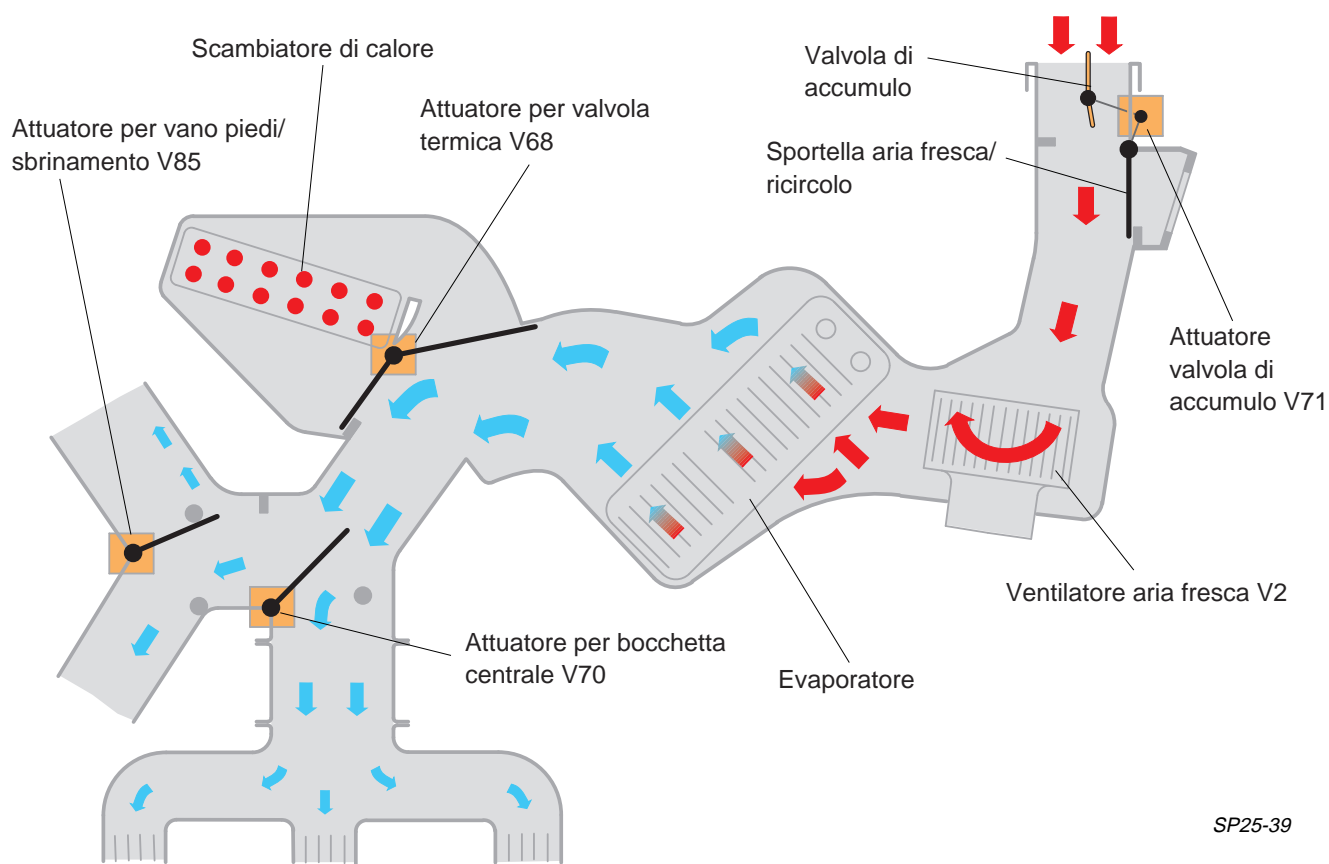 Scambiatore di calore
Attuatore per vano piedi/
sbrinamento V85
Attuatore per valvola
termica V68
Valvola di
accumulo
Sportella aria fresca/
ricircolo
Attuatore
valvola di
accumulo V71
Ventilatore aria fresca V2
Attuatore per bocchetta
centrale V70
Evaporatore
SP25-39